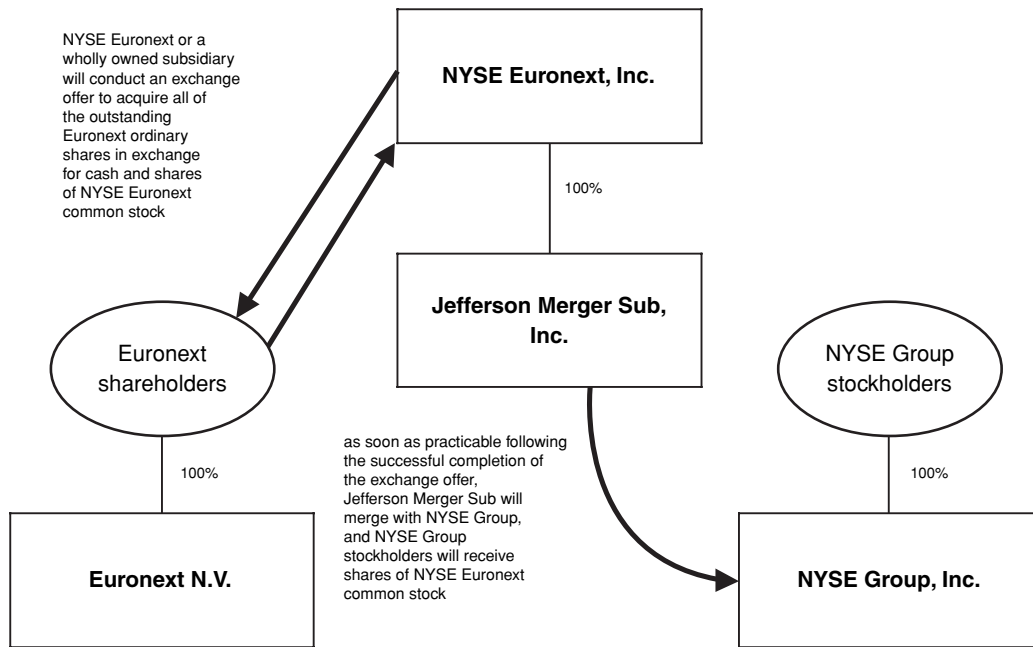 NYSE Euronext or a
wholly owned subsidiary
will conduct an exchange
offer to acquire all of
the outstanding
Euronext ordinary
shares in exchange
for cash and shares
of NYSE Euronext
common stock
NYSE Euronext, Inc.
100%
Jefferson Merger Sub,
Inc.
Euronext
shareholders
NYSE Group
stockholders
100%
as soon as practicable following
the successful completion of
the exchange offer,
Jefferson Merger Sub will
merge with NYSE Group,
and NYSE Group
stockholders will receive
shares of NYSE Euronext
common stock
100%
Euronext N.V.
NYSE Group, Inc.